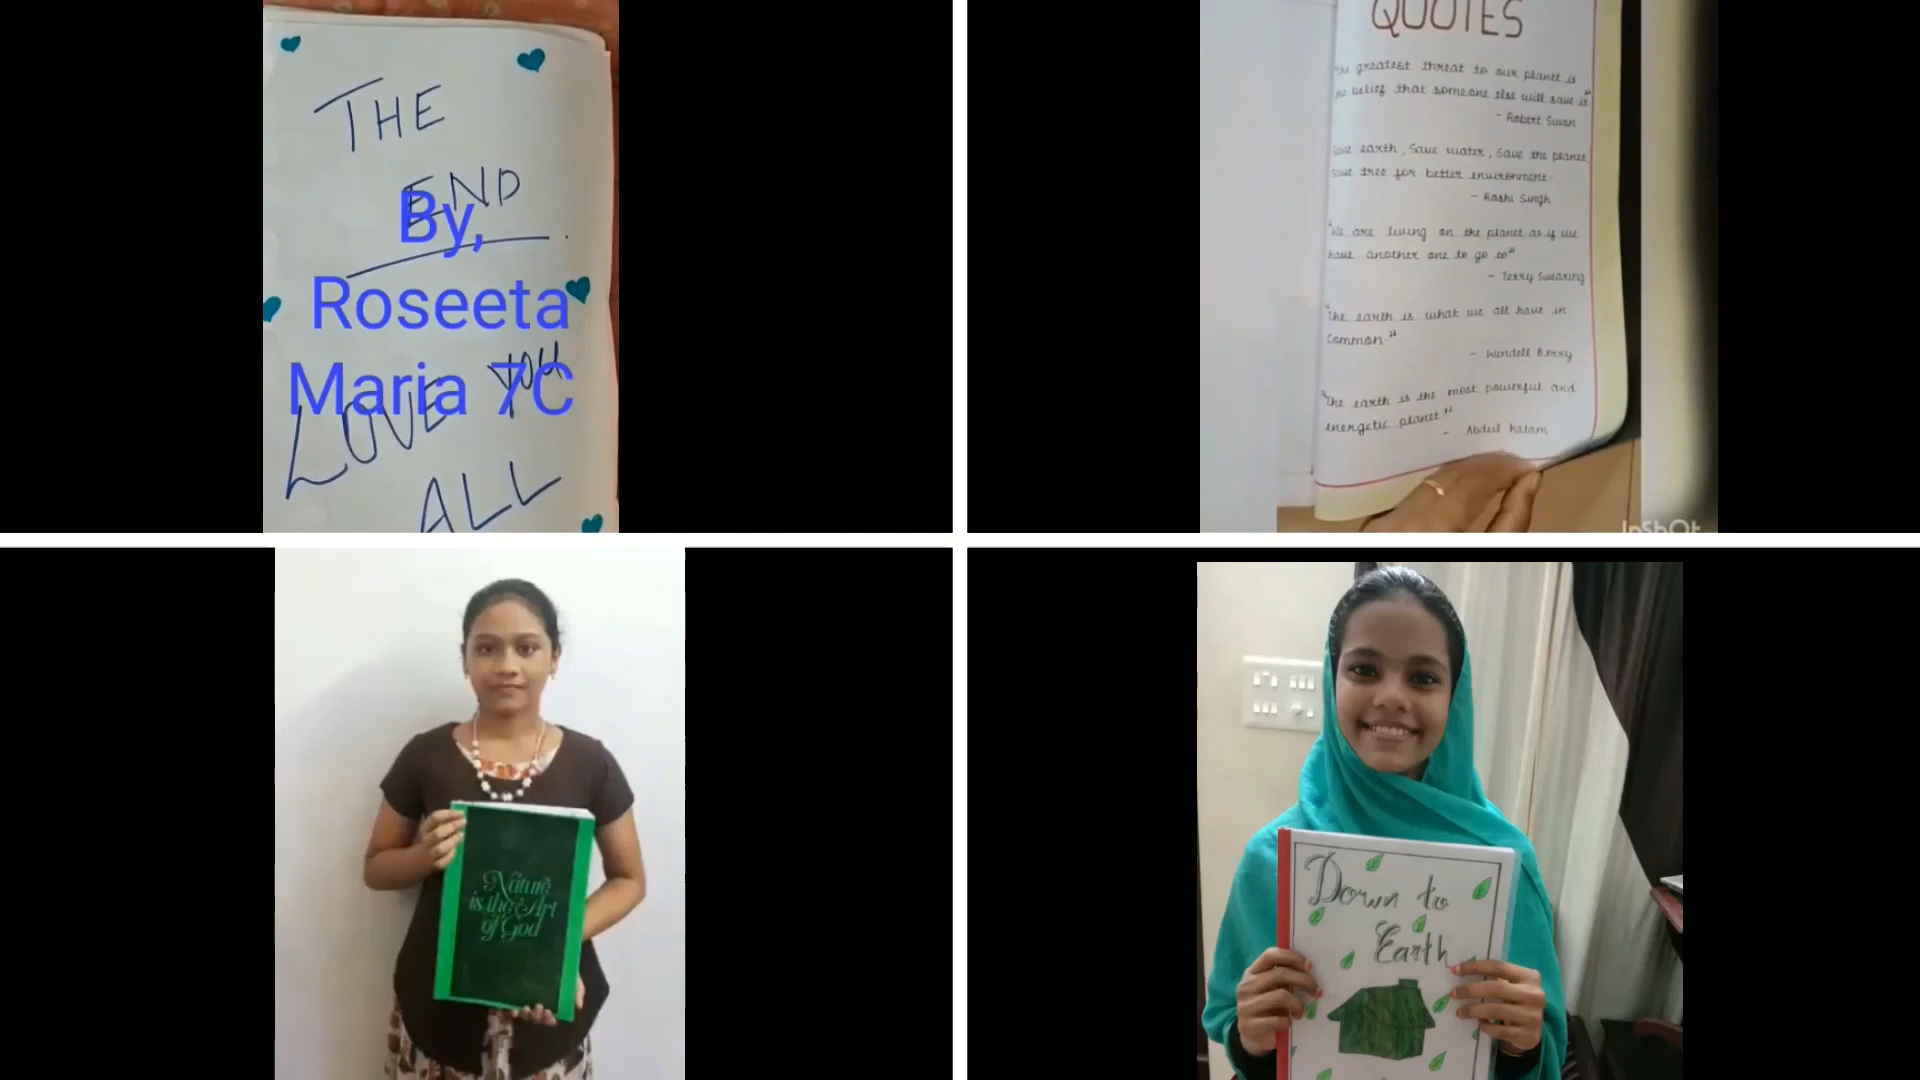 THE
END
By,
Roseeta
Maria 7C
LOVE YOU
ALL
QUOTES
"The greatest threat to our planet is
the belief that someone else will save it"
- Robert Swan
Save earth, Save water, Save the planet
Save tree for better environment.
- Rashi Singh
"We are living on the planet as if we
have another one to go to"
- Terry Swearing
"The earth is what we all have in
common"
- Wendell Berry
"The earth is the most powerful and
energetic planet"
- Abdul Kalam
InShOt
Nature
is the Art
of God
Down to
Earth